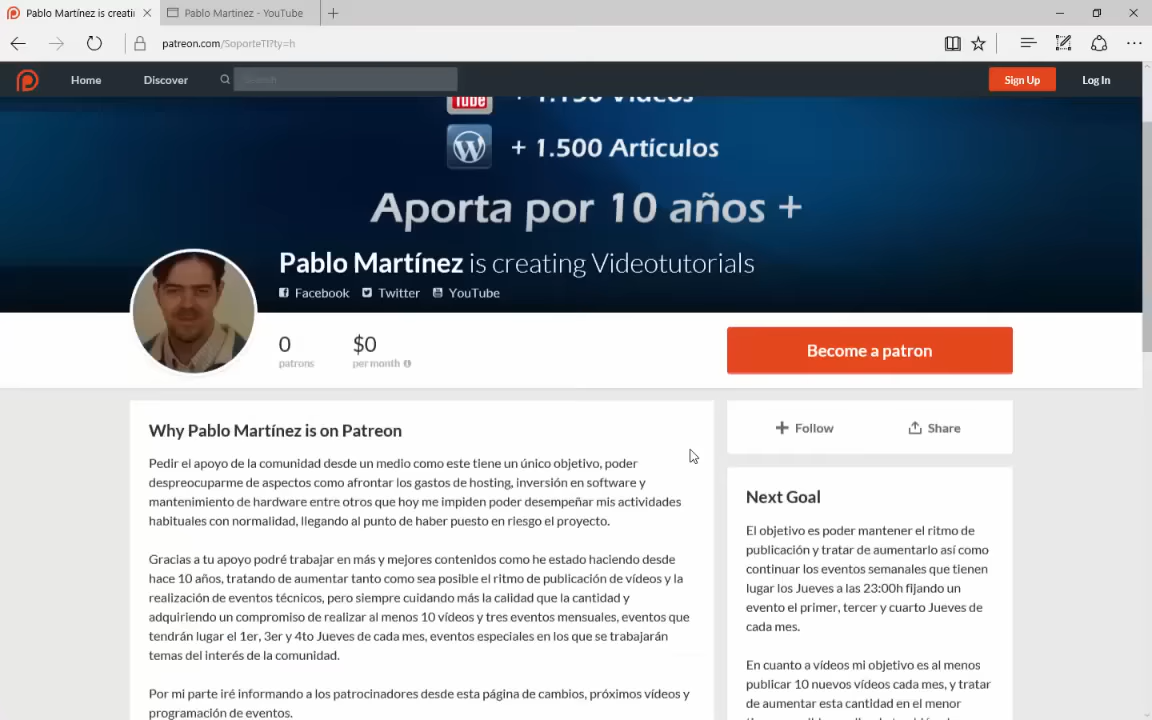 Pablo Martínez is creati
Pablo Martinez - YouTube
patreon.com/SoporteTI?ty=h
Home
Discover
Search
Sign Up
Log In
You Tube + 1.150 Vídeos
+ 1.500 Artículos
Aporta por 10 años +
Pablo Martínez is creating Videotutorials
Facebook
Twitter
YouTube
0
patrons
$0
per month
Become a patron
Why Pablo Martínez is on Patreon
Pedir el apoyo de la comunidad desde un medio como este tiene un único objetivo, poder
despreocuparme de aspectos como afrontar los gastos de hosting, inversión en software y
mantenimiento de hardware entre otros que hoy me impiden poder desempeñar mis actividades
habituales con normalidad, llegando al punto de haber puesto en riesgo el proyecto.
Gracias a tu apoyo podré trabajar en más y mejores contenidos como he estado haciendo desde
hace 10 años, tratando de aumentar tanto como sea posible el ritmo de publicación de vídeos y la
realización de eventos técnicos, pero siempre cuidando más la calidad que la cantidad y
adquiriendo un compromiso de realizar al menos 10 vídeos y tres eventos mensuales, eventos que
tendrán lugar el 1er, 3er y 4to Jueves de cada mes, eventos especiales en los que se trabajarán
temas del interés de la comunidad.
Por mi parte iré informando a los patrocinadores desde esta página de cambios, próximos vídeos y
programación de eventos.
Follow
Share
Next Goal
El objetivo es poder mantener el ritmo de
publicación y tratar de aumentarlo así como
continuar los eventos semanales que tienen
lugar los Jueves a las 23:00h fijando un
evento el primer, tercer y cuarto Jueves de
cada mes.
En cuanto a vídeos mi objetivo es al menos
publicar 10 nuevos vídeos cada mes, y tratar
de aumentar esta cantidad en el menor